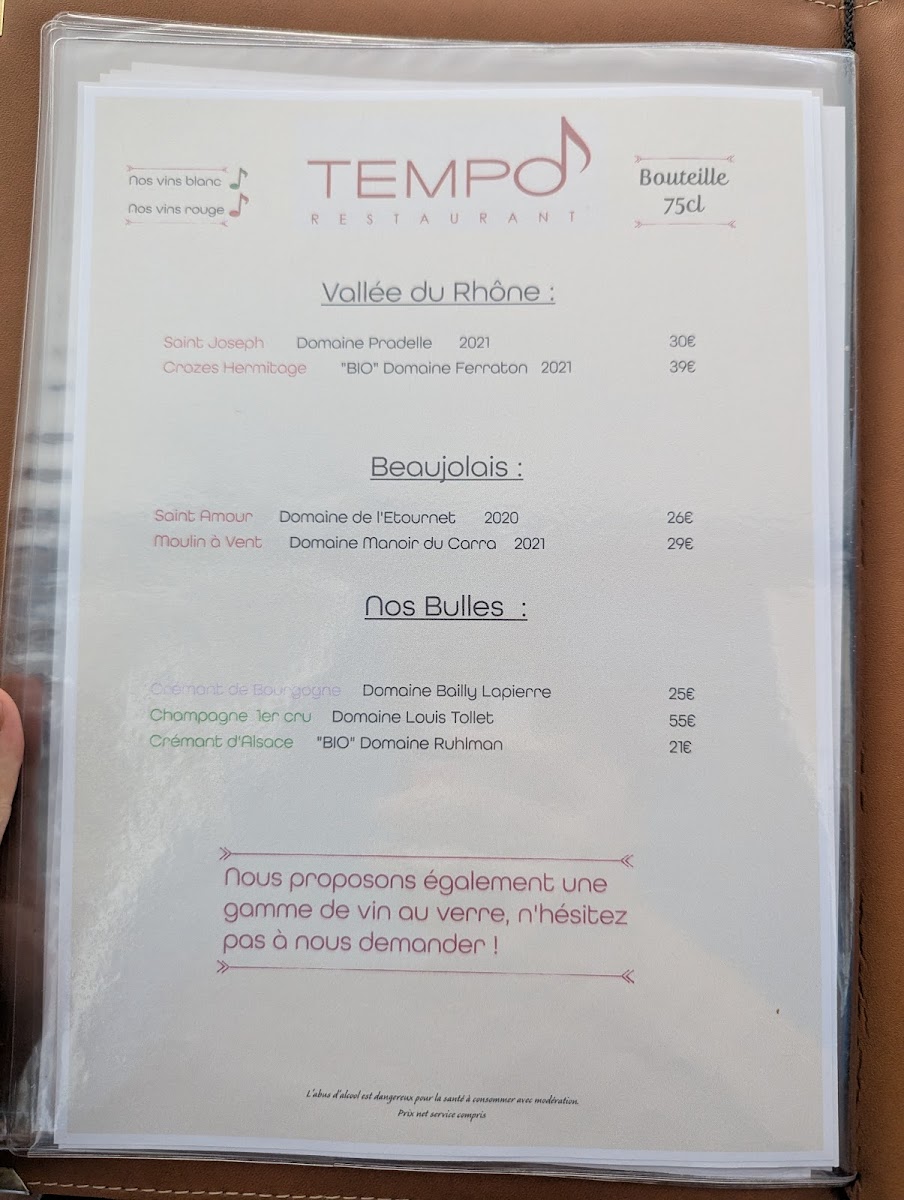 Nos vins blanc
Nos vins rouge
TEMPO
RESTAURANT
Bouteille
75cl
Vallée du Rhône :
Saint Joseph Domaine Pradelle 2021 30€
Crozes Hermitage "BIO" Domaine Ferraton 2021 39€
Beaujolais :
Saint Amour Domaine de l'Etournet 2020 26€
Moulin à Vent Domaine Manoir du Carra 2021 29€
Nos Bulles :
Crémant de Bourgogne Domaine Bailly Lapierre 25€
Champagne 1er cru Domaine Louis Tollet 55€
Crémant d'Alsace "BIO" Domaine Ruhlman 21€
Nous proposons également une
gamme de vin au verre, n'hésitez
pas à nous demander !
L'abus d'alcool est dangereux pour la santé à consommer avec modération.
Prix net service compris